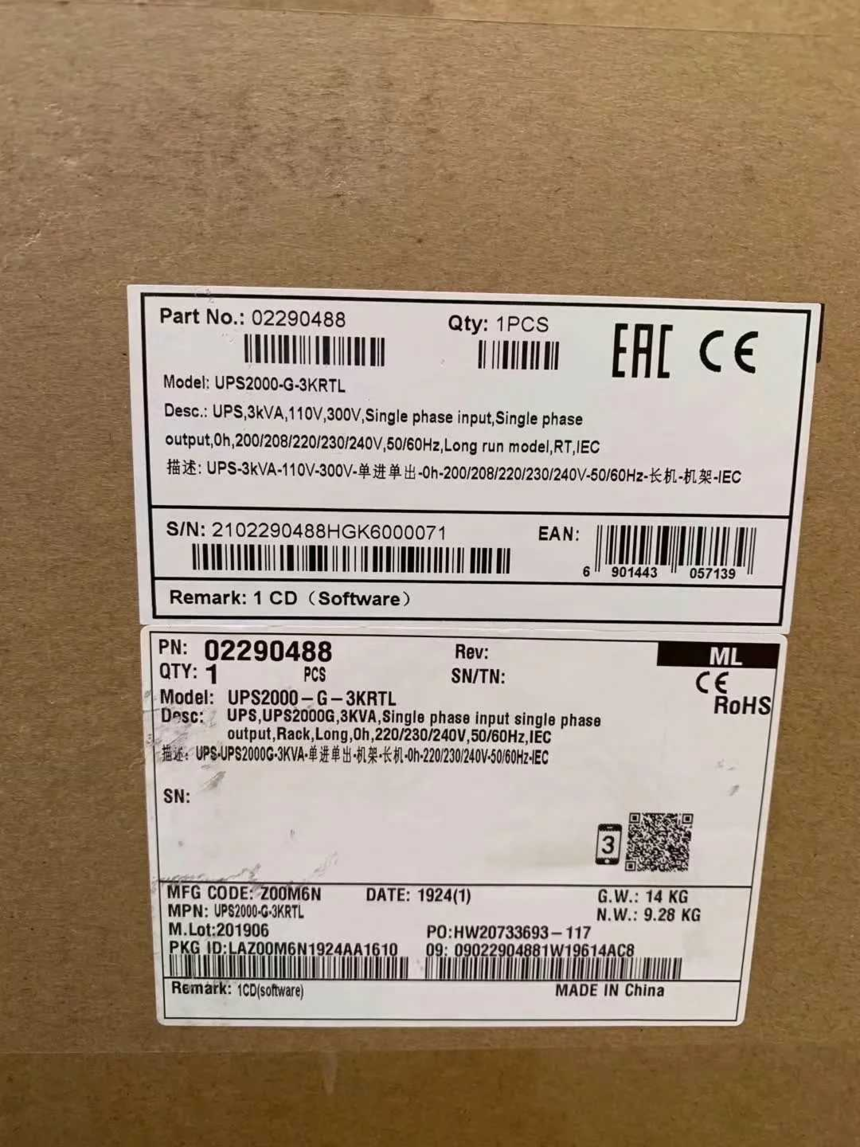 Part No.: 02290488
Qty: 1PCS
EAC CE
Model: UPS2000-G-3KRTL
Desc.: UPS,3kVA,110V,300V,Single phase input,Single phase
output,0h,200/208/220/230/240V,50/60Hz,Long run model,RT,IEC
描述: UPS-3kVA-110V-300V-单进单出-0h-200/208/220/230/240V-50/60Hz-长机-机架-IEC
S/N: 2102290488HGK6000071
EAN:
6 901443 057139
Remark: 1 CD（Software）
PN: 02290488
Rev:
ML
QTY: 1 PCS
SN/TN:
CE
RoHS
Model: UPS2000-G-3KRTL
Desc: UPS,UPS2000G,3KVA,Single phase input single phase
output,Rack,Long,0h,220/230/240V,50/60Hz,IEC
描述: UPS-UPS2000G-3KVA-单进单出-机架-长机-0h-220/230/240V-50/60Hz-IEC
SN:
3
MFG CODE: Z00M6N
DATE: 1924(1)
G.W.: 14 KG
MPN: UPS2000-G-3KRTL
N.W.: 9.28 KG
M.Lot:201906
PO:HW20733693-117
PKG ID:LAZ00M6N1924AA1610
09: 09022904881W19614AC8
Remark: 1CD(software)
MADE IN China